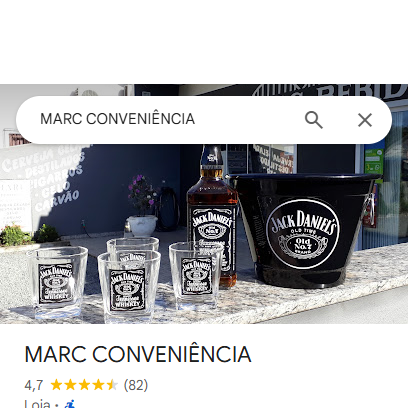 MARC CONVENIÊNCIA
BEBID
CERVEJA GELADA
DESTILADOS
GELO
CARVÃO
JACK DANIEL'S
JACK DANIEL'S
OLD TIME
Old
No. 7
BRAND
JACK DANIEL'S
Tennessee
WHISKEY
JACK DANIEL'S
Tennessee
WHISKEY
JACK DANIEL'S
Tennessee
WHISKEY
MARC CONVENIÊNCIA
4,7 (82)
Loja ·